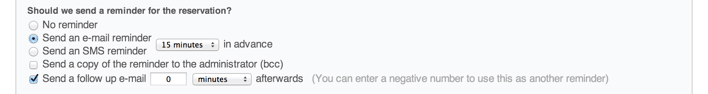 Should we send a reminder for the reservation?
No reminder
Send an e-mail reminder
15 minutes in advance
Send an SMS reminder
Send a copy of the reminder to the administrator (bcc)
Send a follow up e-mail 0 minutes afterwards (You can enter a negative number to use this as another reminder)